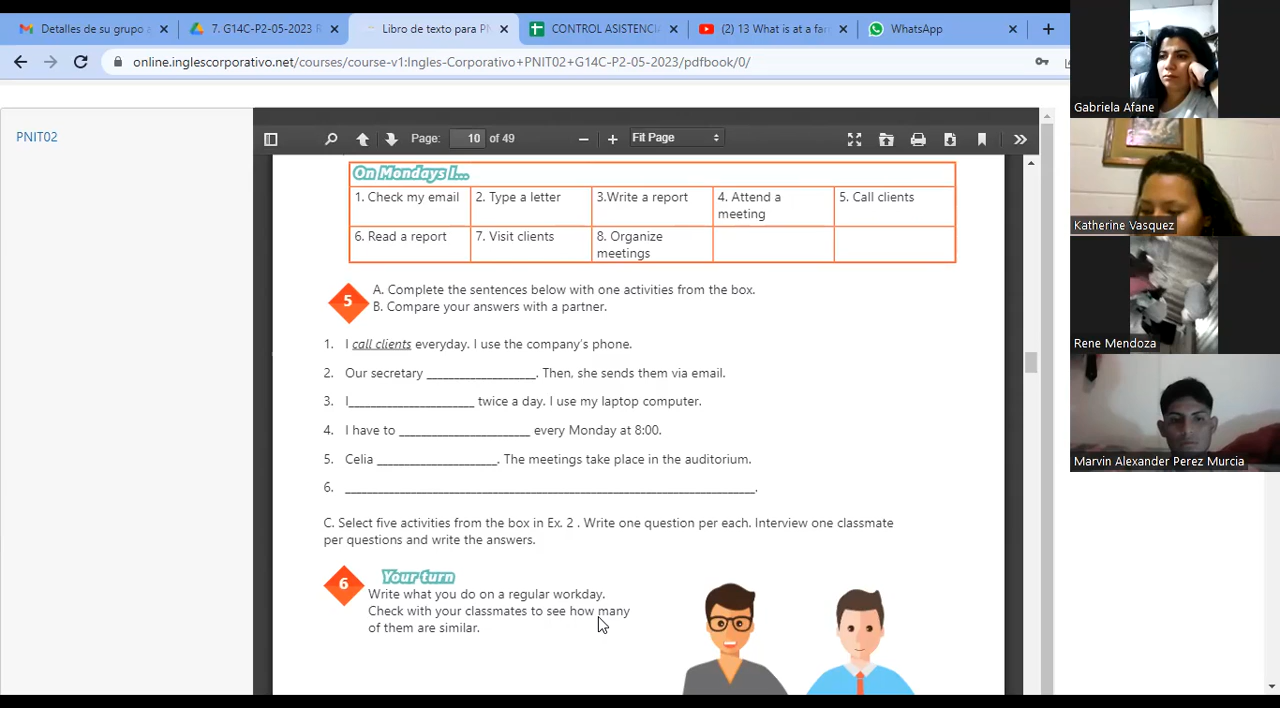 Detalles de su grupo a
7. G14C-P2-05-2023 R
Libro de texto para
CONTROL ASISTENCIA
(2) 13 What is at a far
WhatsApp
online.inglescorporativo.net/courses/course-v1:Ingles-Corporativo+PNIT02+G14C-P2-05-2023/pdfbook/0/
PNIT02
Page: 10 of 49
Fit Page
On Mondays I...
1. Check my email
2. Type a letter
3.Write a report
4. Attend a
meeting
5. Call clients
6. Read a report
7. Visit clients
8. Organize
meetings
5
A. Complete the sentences below with one activities from the box.
B. Compare your answers with a partner.
1. I call clients everyday. I use the company's phone.
2. Our secretary ____________________. Then, she sends them via email.
3. I_______________________ twice a day. I use my laptop computer.
4. I have to ________________________ every Monday at 8:00.
5. Celia ______________________. The meetings take place in the auditorium.
6. ___________________________________________________________________________.
C. Select five activities from the box in Ex. 2 . Write one question per each. Interview one classmate
per questions and write the answers.
6
Your turn
Write what you do on a regular workday.
Check with your classmates to see how many
of them are similar.
Gabriela Afane
Katherine Vasquez
Rene Mendoza
Marvin Alexander Perez Murcia